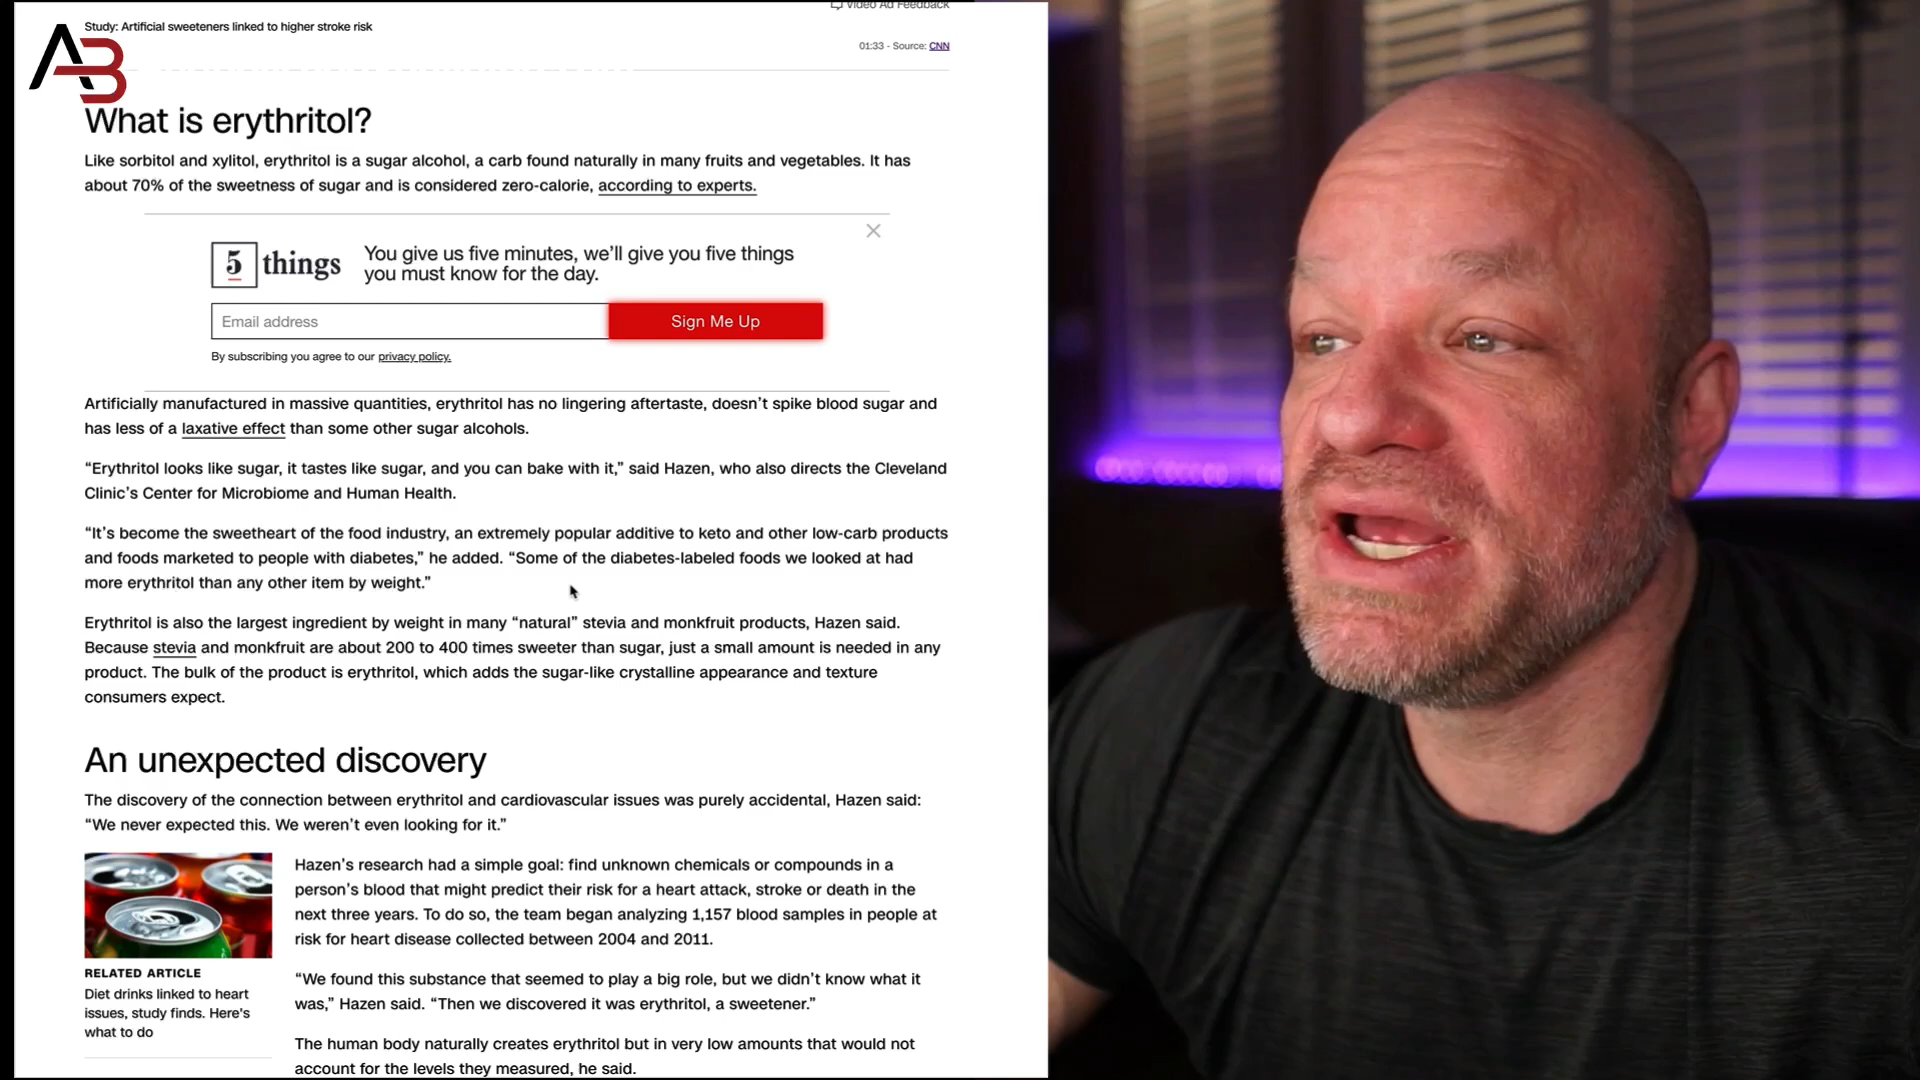 Video Ad Feedback
Study: Artificial sweeteners linked to higher stroke risk
01:33 - Source: CNN
AB
What is erythritol?
Like sorbitol and xylitol, erythritol is a sugar alcohol, a carb found naturally in many fruits and vegetables. It has
about 70% of the sweetness of sugar and is considered zero-calorie, according to experts.
5 things
You give us five minutes, we’ll give you five things
you must know for the day.
Email address
Sign Me Up
By subscribing you agree to our privacy policy.
Artificially manufactured in massive quantities, erythritol has no lingering aftertaste, doesn’t spike blood sugar and
has less of a laxative effect than some other sugar alcohols.
“Erythritol looks like sugar, it tastes like sugar, and you can bake with it,” said Hazen, who also directs the Cleveland
Clinic’s Center for Microbiome and Human Health.
“It’s become the sweetheart of the food industry, an extremely popular additive to keto and other low-carb products
and foods marketed to people with diabetes,” he added. “Some of the diabetes-labeled foods we looked at had
more erythritol than any other item by weight.”
Erythritol is also the largest ingredient by weight in many “natural” stevia and monkfruit products, Hazen said.
Because stevia and monkfruit are about 200 to 400 times sweeter than sugar, just a small amount is needed in any
product. The bulk of the product is erythritol, which adds the sugar-like crystalline appearance and texture
consumers expect.
An unexpected discovery
The discovery of the connection between erythritol and cardiovascular issues was purely accidental, Hazen said:
“We never expected this. We weren’t even looking for it.”
Hazen’s research had a simple goal: find unknown chemicals or compounds in a
person’s blood that might predict their risk for a heart attack, stroke or death in the
next three years. To do so, the team began analyzing 1,157 blood samples in people at
risk for heart disease collected between 2004 and 2011.
RELATED ARTICLE
Diet drinks linked to heart
issues, study finds. Here’s
what to do
“We found this substance that seemed to play a big role, but we didn’t know what it
was,” Hazen said. “Then we discovered it was erythritol, a sweetener.”
The human body naturally creates erythritol but in very low amounts that would not
account for the levels they measured, he said.